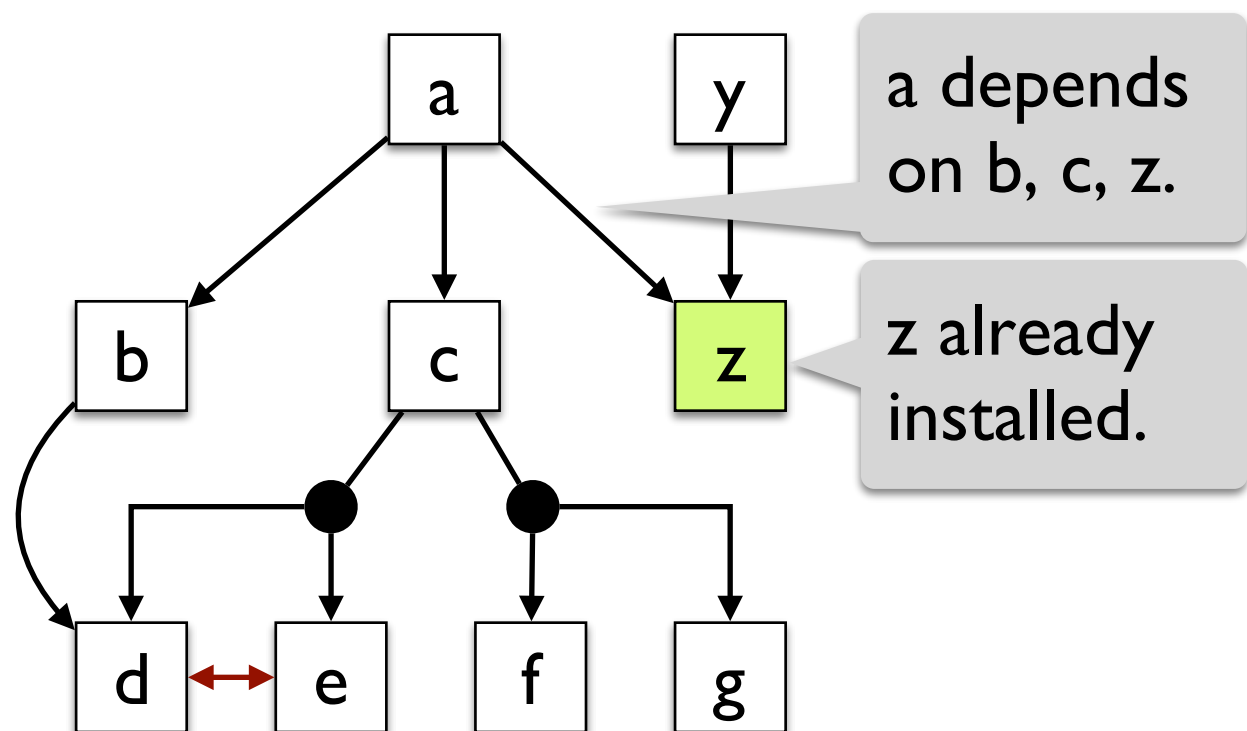 a
y
a depends
on b, c, z.
b
c
z
z already
installed.
d
e
f
g